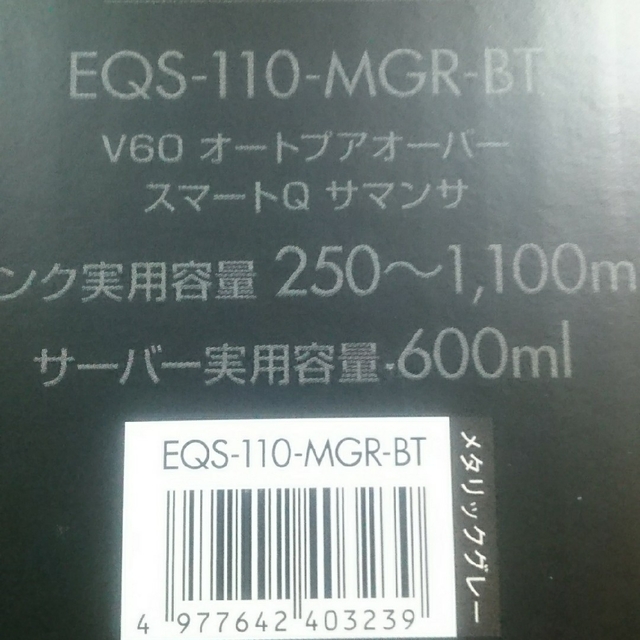 EQS-110-MGR-BT
V60 オートプアオーバー
スマートQ サマンサ
ンク実用容量 250〜1,100m
サーバー実用容量 600ml
EQS-110-MGR-BT
メタリックグレー
4 977642 403239